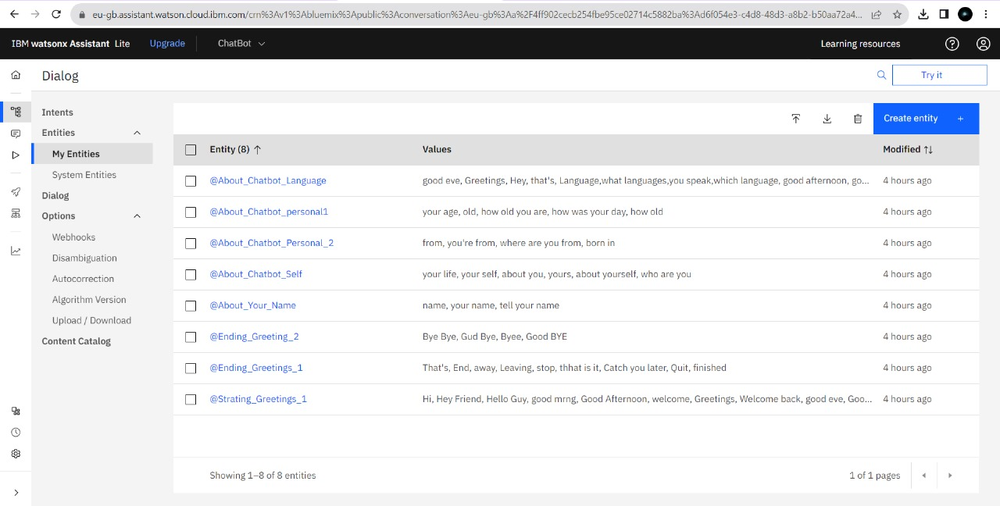 eu-gb.assistant.watson.cloud.ibm.com/crn%3Av1%3Abluemix%3Apublic%3Aconversation%3Aeu-gb%3Aa%2F4ff902cecb254fbe95ce02714c5882ba%3Ad6f054e3-c4d8-48d3-a8b2-b50aa72a4...
IBM watsonx Assistant Lite Upgrade ChatBot Learning resources
Dialog Try it
Intents
Entities
My Entities
System Entities
Dialog
Options
Webhooks
Disambiguation
Autocorrection
Algorithm Version
Upload / Download
Content Catalog
Create entity +
Entity (8) ↑ Values Modified ↑↓
@About_Chatbot_Language good eve, Greetings, Hey, that's, Language,what languages,you speak,which language, good afternoon, go... 4 hours ago
@About_Chatbot_personal1 your age, old, how old you are, how was your day, how old 4 hours ago
@About_Chatbot_Personal_2 from, you're from, where are you from, born in 4 hours ago
@About_Chatbot_Self your life, your self, about you, yours, about yourself, who are you 4 hours ago
@About_Your_Name name, your name, tell your name 4 hours ago
@Ending_Greeting_2 Bye Bye, Gud Bye, Byee, Good BYE 4 hours ago
@Ending_Greetings_1 That's, End, away, Leaving, stop, thhat is it, Catch you later, Quit, finished 4 hours ago
@Strating_Greetings_1 Hi, Hey Friend, Hello Guy, good mrng, Good Afternoon, welcome, Greetings, Welcome back, good eve, Goo... 4 hours ago
Showing 1–8 of 8 entities 1 of 1 pages